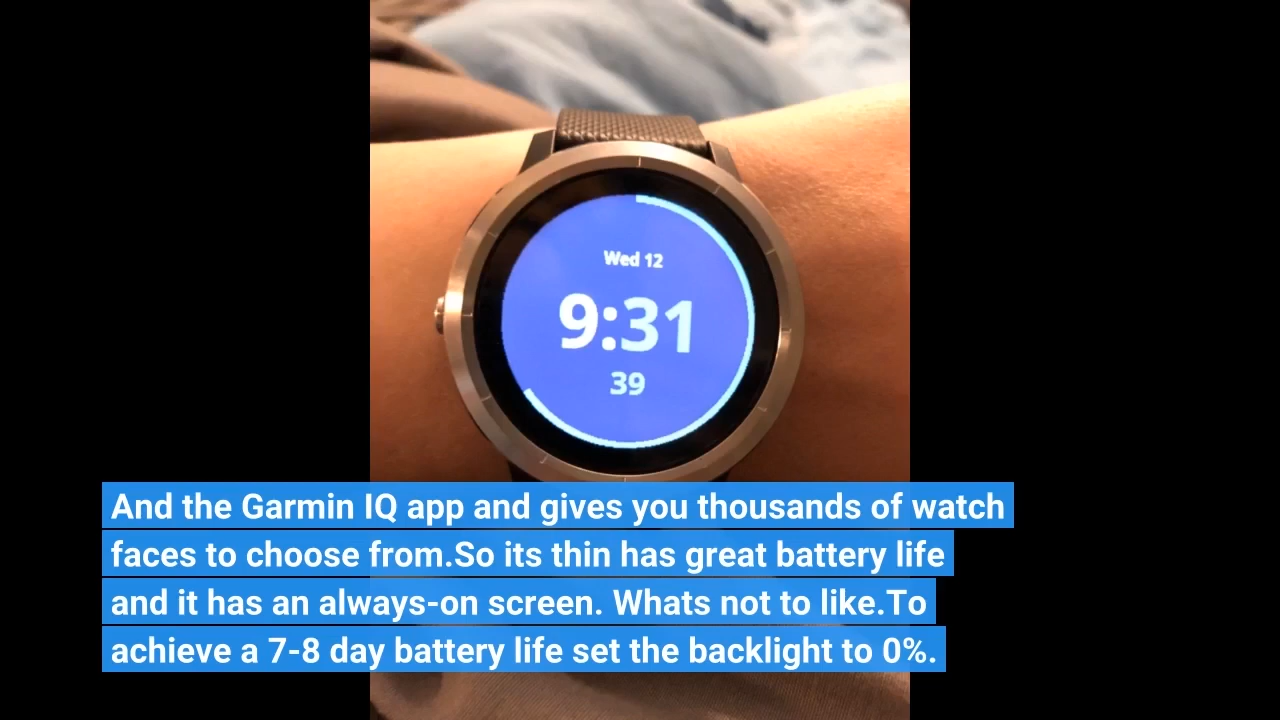 Wed 12
9:31
39
And the Garmin IQ app and gives you thousands of watch
faces to choose from.So its thin has great battery life
and it has an always-on screen. Whats not to like.To
achieve a 7-8 day battery life set the backlight to 0%.